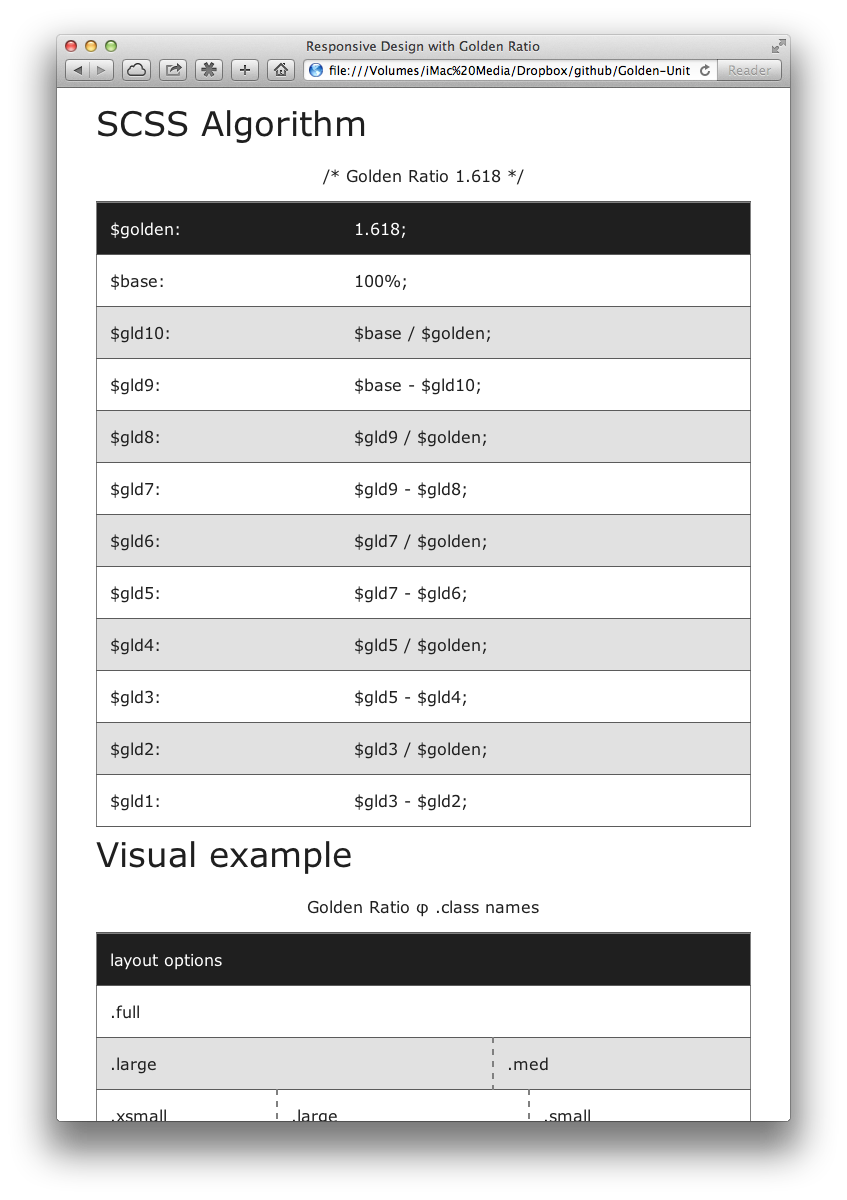 Responsive Design with Golden Ratio
file:///Volumes/iMac%20Media/Dropbox/github/Golden-Unit Reader
SCSS Algorithm
/* Golden Ratio 1.618 */
$golden: 1.618;
$base: 100%;
$gld10: $base / $golden;
$gld9: $base - $gld10;
$gld8: $gld9 / $golden;
$gld7: $gld9 - $gld8;
$gld6: $gld7 / $golden;
$gld5: $gld7 - $gld6;
$gld4: $gld5 / $golden;
$gld3: $gld5 - $gld4;
$gld2: $gld3 / $golden;
$gld1: $gld3 - $gld2;
Visual example
Golden Ratio φ .class names
layout options
.full
.large .med
.xsmall .large .small